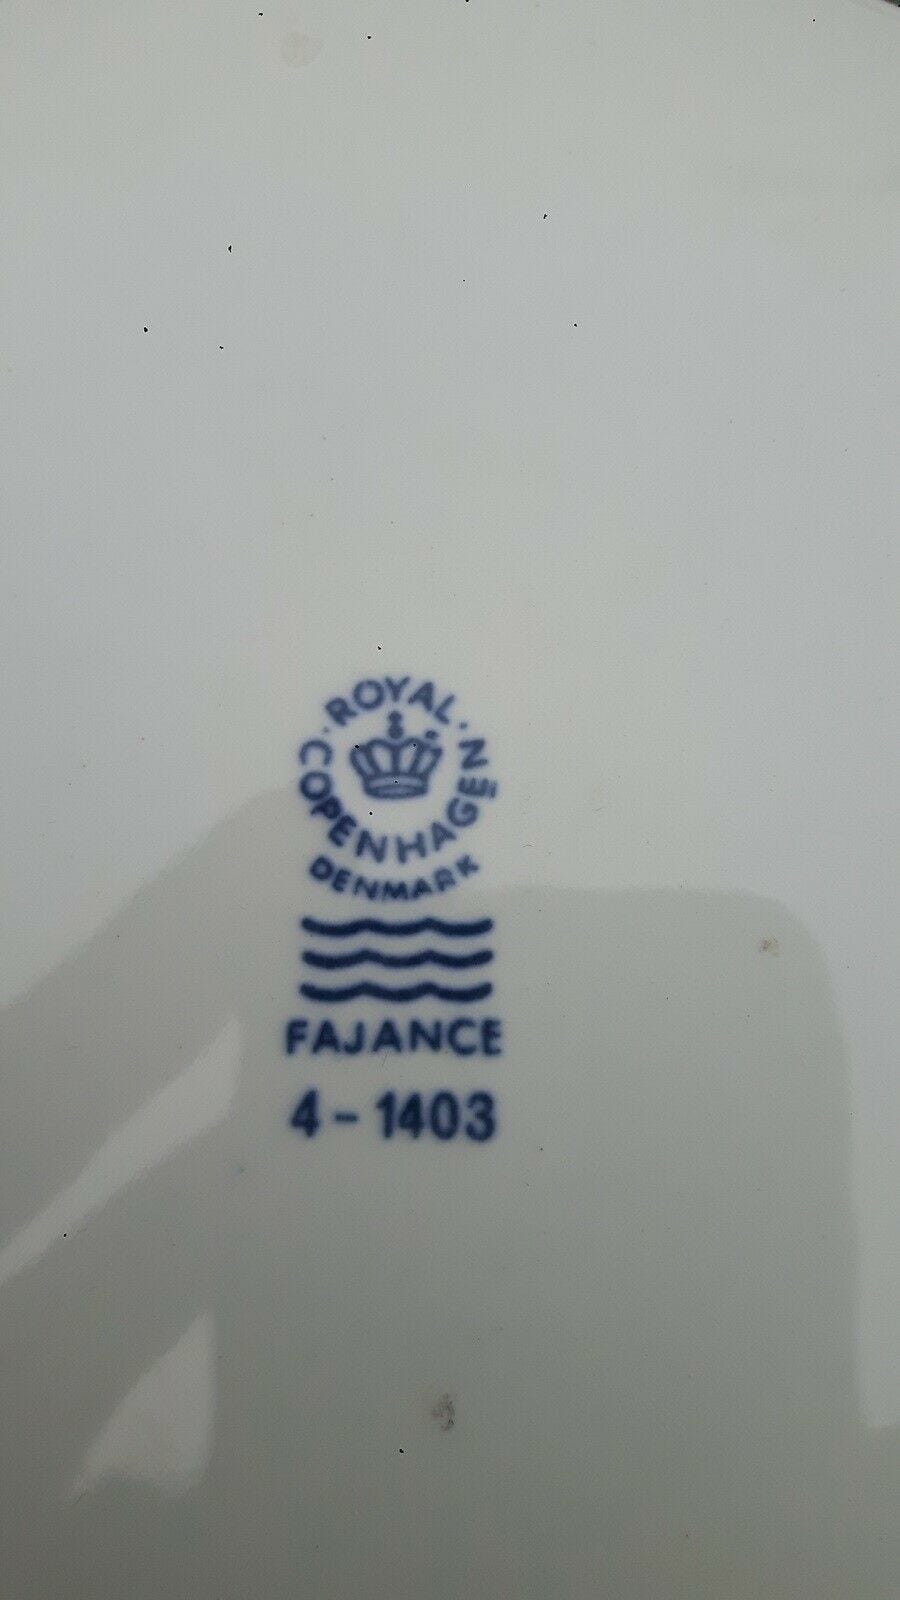 · ROYAL ·
COPENHAGEN
DENMARK
FAJANCE
4-1403